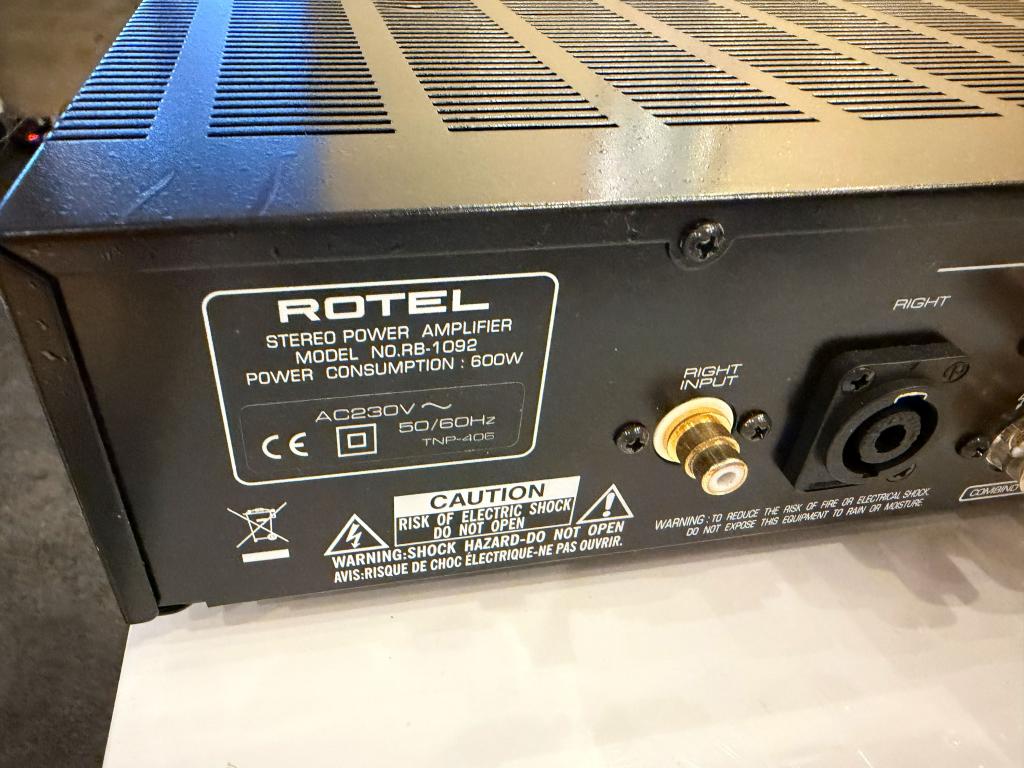 ROTEL
STEREO POWER AMPLIFIER
MODEL NO.RB-1092
POWER CONSUMPTION : 600W
AC230V ~
50/60Hz
CE
TNP-406
RIGHT
RIGHT
INPUT
CAUTION
RISK OF ELECTRIC SHOCK
DO NOT OPEN
WARNING:SHOCK HAZARD-DO NOT OPEN
AVIS:RISQUE DE CHOC ÉLECTRIQUE-NE PAS OUVRIR.
WARNING : TO REDUCE THE RISK OF FIRE OR ELECTRICAL SHOCK,
DO NOT EXPOSE THIS EQUIPMENT TO RAIN OR MOISTURE